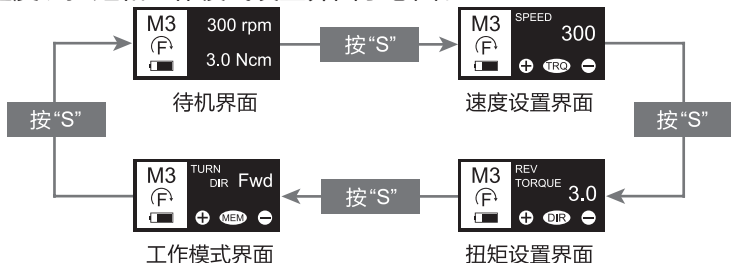 M3
F
300 rpm
3.0 Ncm
待机界面
按“S”
M3
F
SPEED
300
TRQ
速度设置界面
按“S”
M3
F
REV
TORQUE 3.0
DIR
扭矩设置界面
按“S”
M3
F
TURN
DIR Fwd
MEM
工作模式界面
按“S”